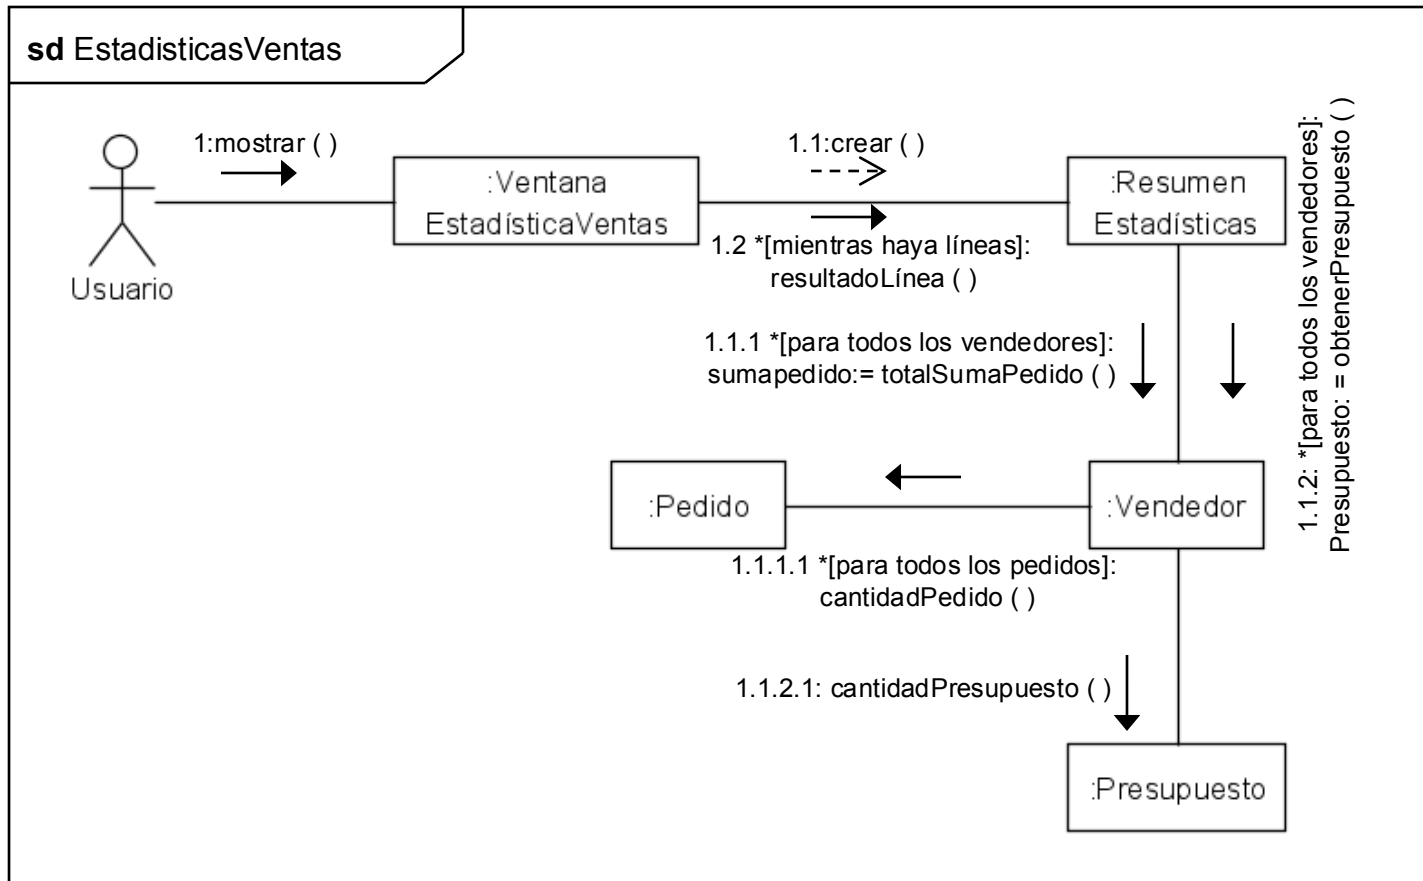 sd EstadisticasVentas
1:mostrar ( )
1.1:crear ( )
:Ventana
EstadísticaVentas
:Resumen
Estadísticas
Usuario
1.2 *[mientras haya líneas]:
resultadoLínea ( )
1.1.2: *[para todos los vendedores]:
Presupuesto: = obtenerPresupuesto ( )
1.1.1 *[para todos los vendedores]:
sumapedido:= totalSumaPedido ( )
:Pedido
:Vendedor
1.1.1.1 *[para todos los pedidos]:
cantidadPedido ( )
1.1.2.1: cantidadPresupuesto ( )
:Presupuesto